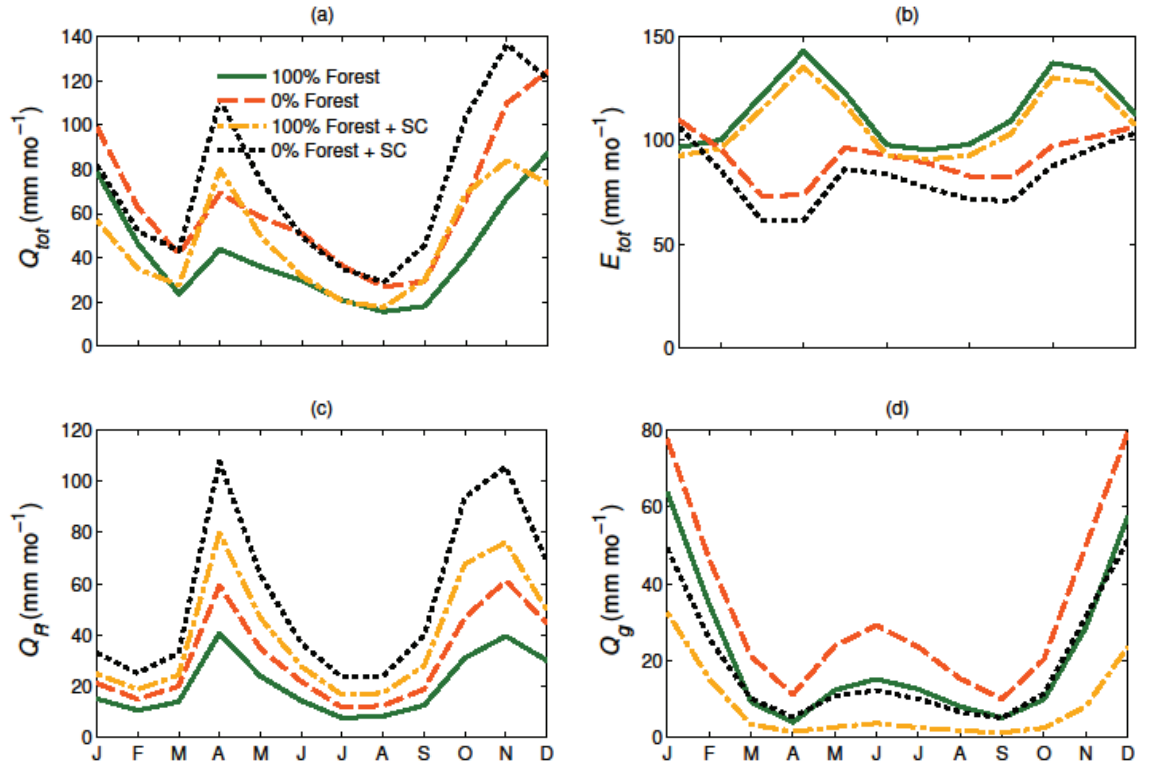 (a)
Q_tot (mm mo⁻¹)
140
120
100
80
60
40
20
0
100% Forest
0% Forest
100% Forest + SC
0% Forest + SC
(b)
E_tot (mm mo⁻¹)
150
100
50
0
(c)
Q_R (mm mo⁻¹)
120
100
80
60
40
20
0
J F M A M J J A S O N D
(d)
Q_g (mm mo⁻¹)
80
60
40
20
0
J F M A M J J A S O N D